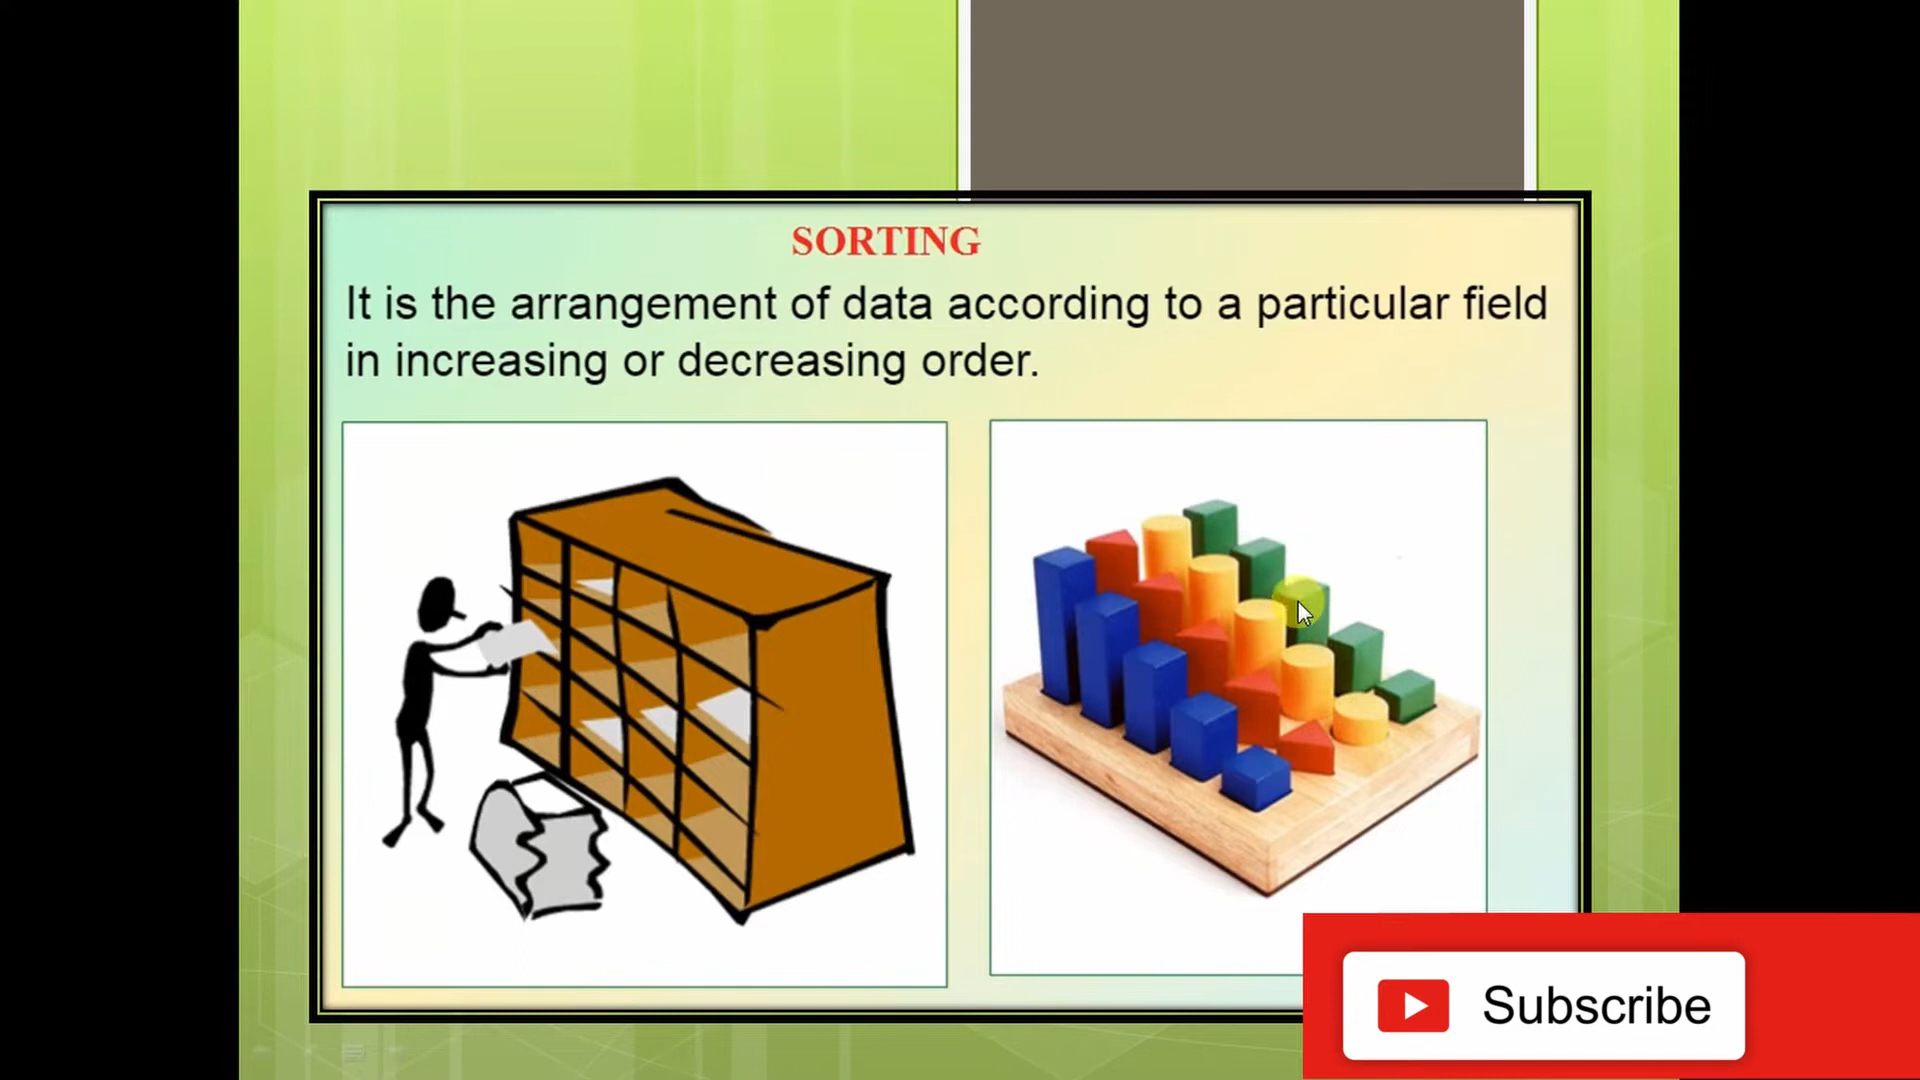 SORTING
It is the arrangement of data according to a particular field
in increasing or decreasing order.
Subscribe